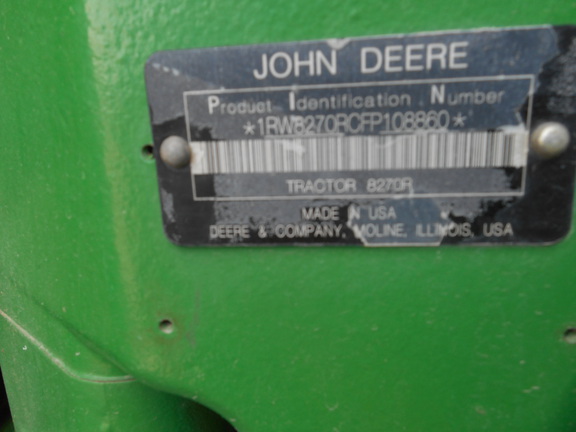 JOHN DEERE
Product Identification Number
*1RW8270RCFP108860*
TRACTOR 8270R
MADE IN USA
DEERE & COMPANY, MOLINE, ILLINOIS, USA